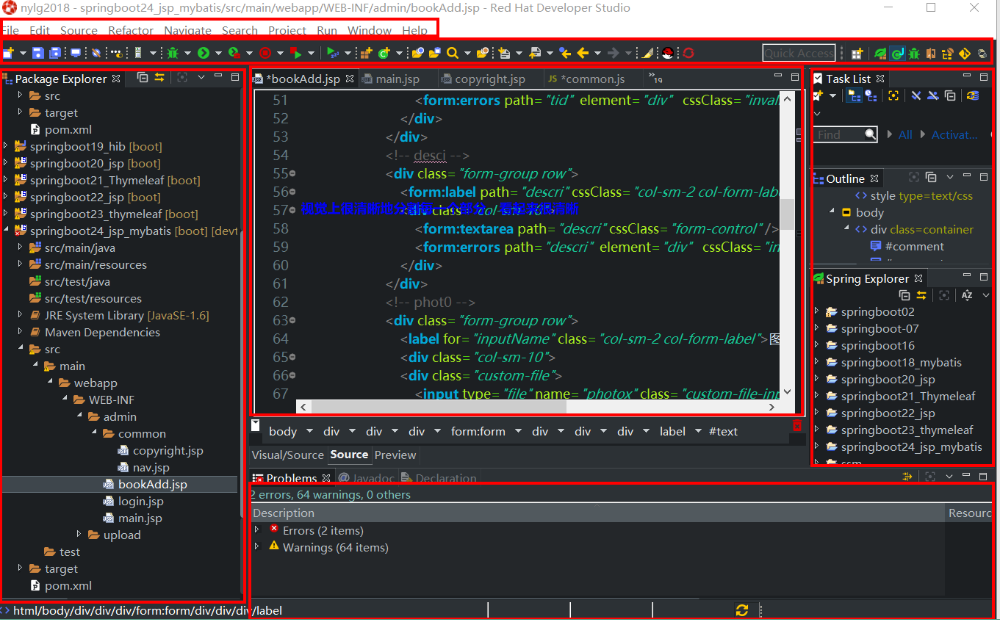 nylg2018 - springboot24_jsp_mybatis/src/main/webapp/WEB-INF/admin/bookAdd.jsp - Red Hat Developer Studio
File Edit Source Refactor Navigate Search Project Run Window Help
Quick Access
Package Explorer
src
target
pom.xml
springboot19_hib [boot]
springboot20_jsp [boot]
springboot21_Thymeleaf [boot]
springboot22_jsp [boot]
springboot23_thymeleaf [boot]
springboot24_jsp_mybatis [boot] [devt
src/main/java
src/main/resources
src/test/java
src/test/resources
JRE System Library [JavaSE-1.6]
Maven Dependencies
src
main
webapp
WEB-INF
admin
common
copyright.jsp
nav.jsp
bookAdd.jsp
login.jsp
main.jsp
upload
test
target
pom.xml
*bookAdd.jsp main.jsp copyright.jsp JS *common.js »19
51 <form:errors path="tid" element="div" cssClass="inval
52 </div>
53 </div>
54 <!-- desci -->
55 <div class="form-group row">
56 <form:label path="descri" cssClass="col-sm-2 col-form-lab
57 <div class="col-sm-10">
视觉上很清晰地分割每一个部分，看起来很清晰
58 <form:textarea path="descri" cssClass="form-control" />
59 <form:errors path="descri" element="div" cssClass="in
60 </div>
61 </div>
62 <!-- phot0 -->
63 <div class="form-group row">
64 <label for="inputName" class="col-sm-2 col-form-label">图
65 <div class="col-sm-10">
66 <div class="custom-file">
67 <input type="file" name="photox" class="custom-file-inp
body div div div form:form div div div label #text
Visual/Source Source Preview
Problems @ Javadoc Declaration
2 errors, 64 warnings, 0 others
Description Resourc
Errors (2 items)
Warnings (64 items)
Task List
Find All Activat...
Outline
style type=text/css
body
div class=container
#comment
Spring Explorer
AZ
springboot02
springboot-07
springboot16
springboot18_mybatis
springboot20_jsp
springboot21_Thymeleaf
springboot22_jsp
springboot23_thymeleaf
springboot24_jsp_mybatis
ssm
html/body/div/div/div/form:form/div/div/div/label